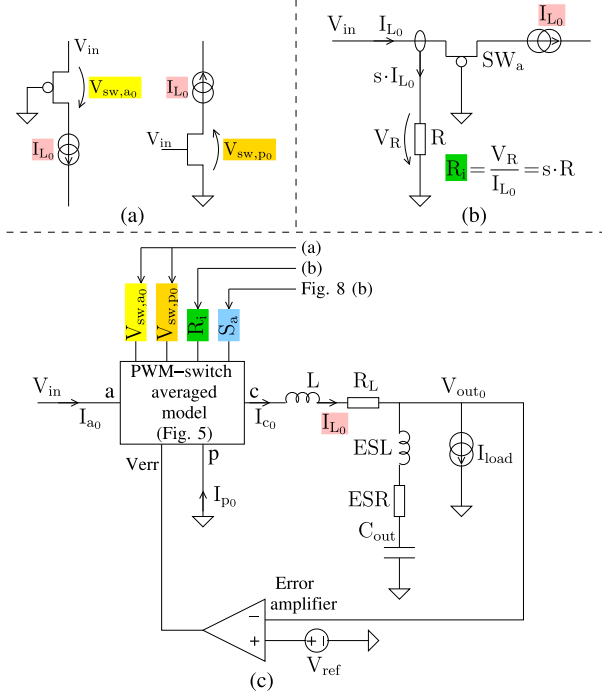 V_in
V_sw,a0
I_L0
(a)
I_L0
V_in
V_sw,p0
V_in
I_L0
I_L0
SW_a
s·I_L0
V_R
R
R_i = V_R / I_L0 = s·R
(b)
(a)
(b)
Fig. 8 (b)
V_sw,a0
V_sw,p0
R_i
S_a
PWM–switch
averaged
model
(Fig. 5)
V_in
a
I_a0
c
I_c0
L
I_L0
R_L
V_out0
Verr
p
I_p0
ESL
I_load
ESR
C_out
Error
amplifier
−
+
+ −
V_ref
(c)